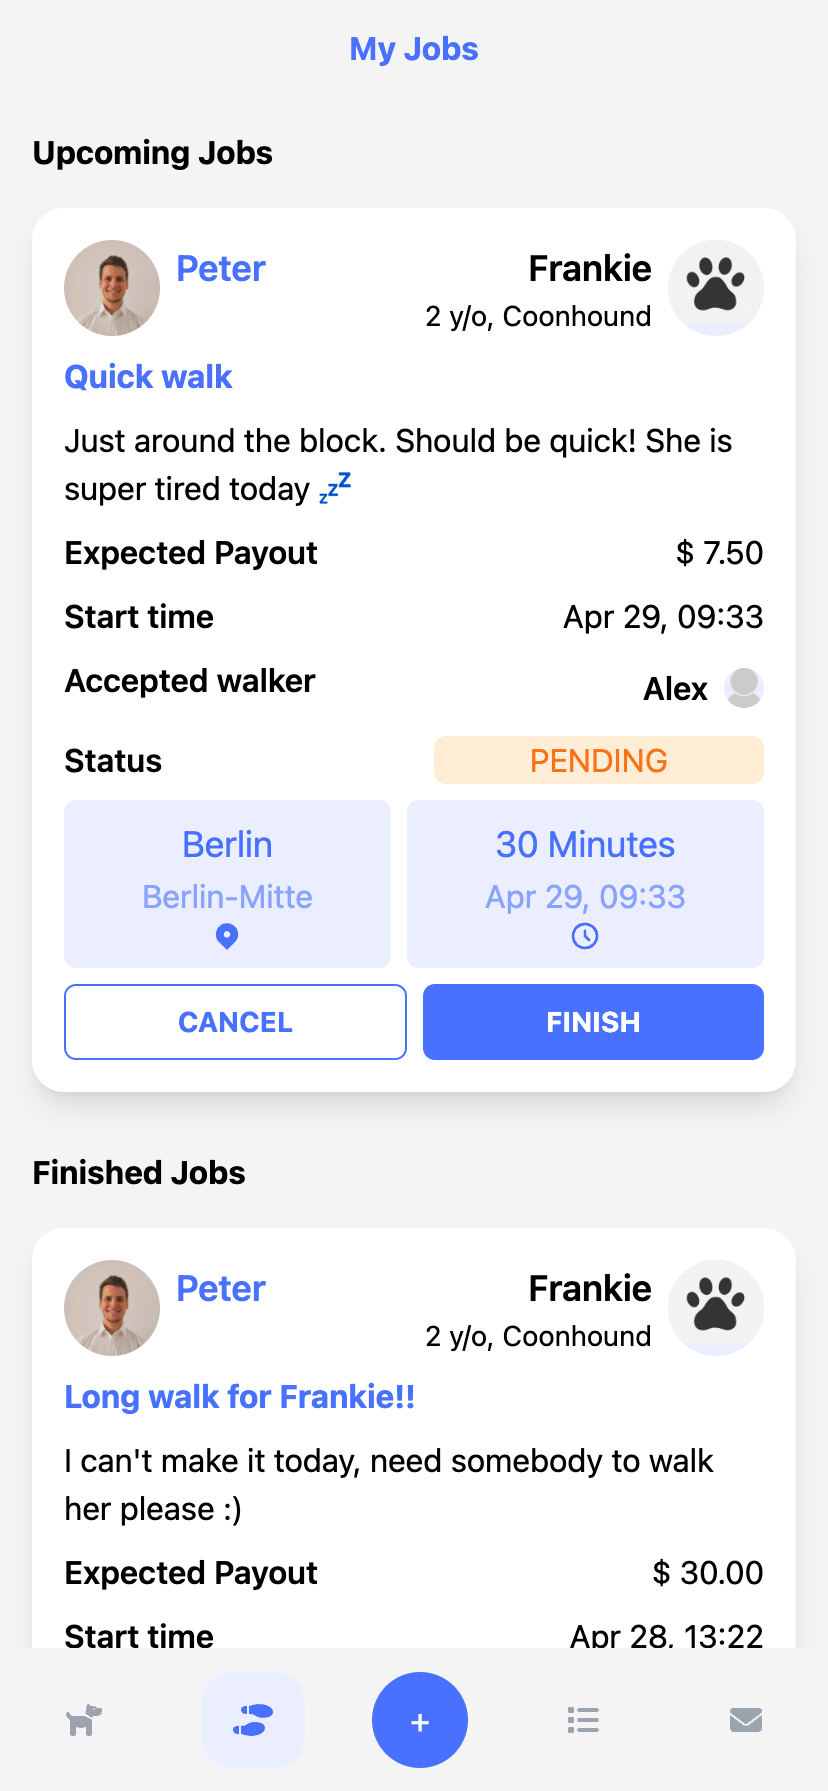 My Jobs
Upcoming Jobs
Peter
Frankie
2 y/o, Coonhound
Quick walk
Just around the block. Should be quick! She is
super tired today 💤
Expected Payout $ 7.50
Start time Apr 29, 09:33
Accepted walker Alex
Status PENDING
Berlin
Berlin-Mitte
30 Minutes
Apr 29, 09:33
CANCEL FINISH
Finished Jobs
Peter
Frankie
2 y/o, Coonhound
Long walk for Frankie!!
I can't make it today, need somebody to walk
her please :)
Expected Payout $ 30.00
Start time Apr 28, 13:22
+